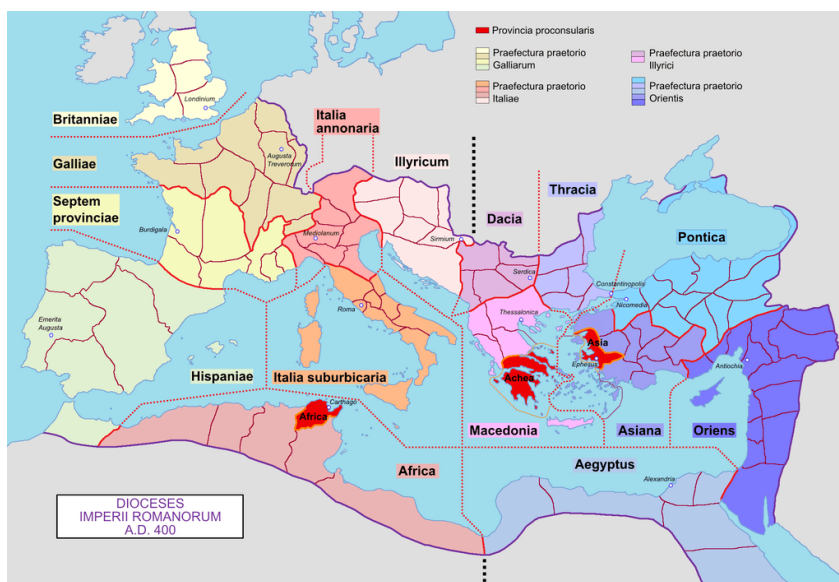 Provincia proconsularis
Praefectura praetorio
Galliarum
Praefectura praetorio
Illyrici
Praefectura praetorio
Italiae
Praefectura praetorio
Orientis
Londinium
Britanniae
Italia
annonaria
Galliae
Augusta
Treverorum
Illyricum
Thracia
Septem
provinciae
Dacia
Burdigala
Mediolanum
Sirmium
Pontica
Serdica
Constantinopolis
Nicomedia
Emerita
Augusta
Roma
Thessalonica
Asia
Ephesus
Antiochia
Hispaniae
Italia suburbicaria
Achea
Carthago
Africa
Macedonia
Asiana
Oriens
Africa
Aegyptus
Alexandria
DIOCESES
IMPERII ROMANORUM
A.D. 400